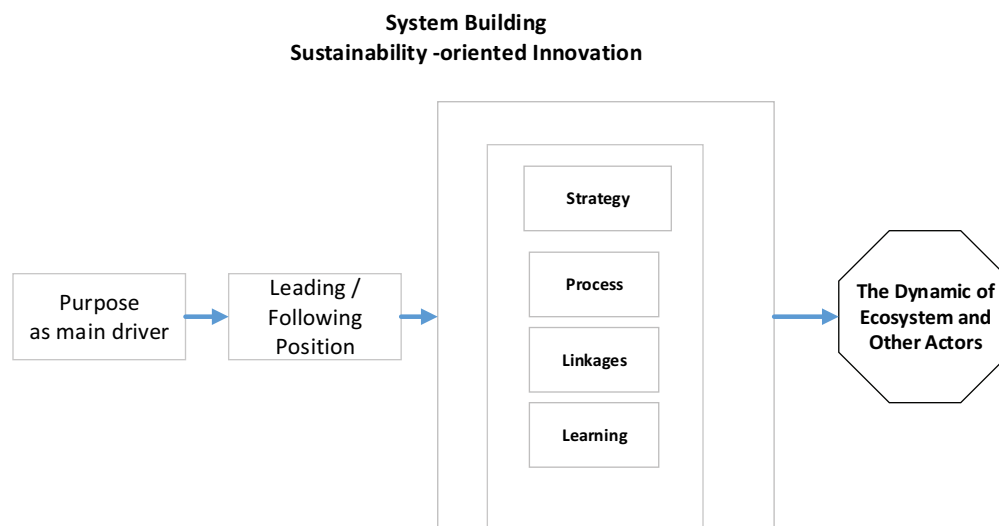 System Building
Sustainability -oriented Innovation
Purpose
as main driver
Leading /
Following
Position
Strategy
Process
Linkages
Learning
The Dynamic of
Ecosystem and
Other Actors